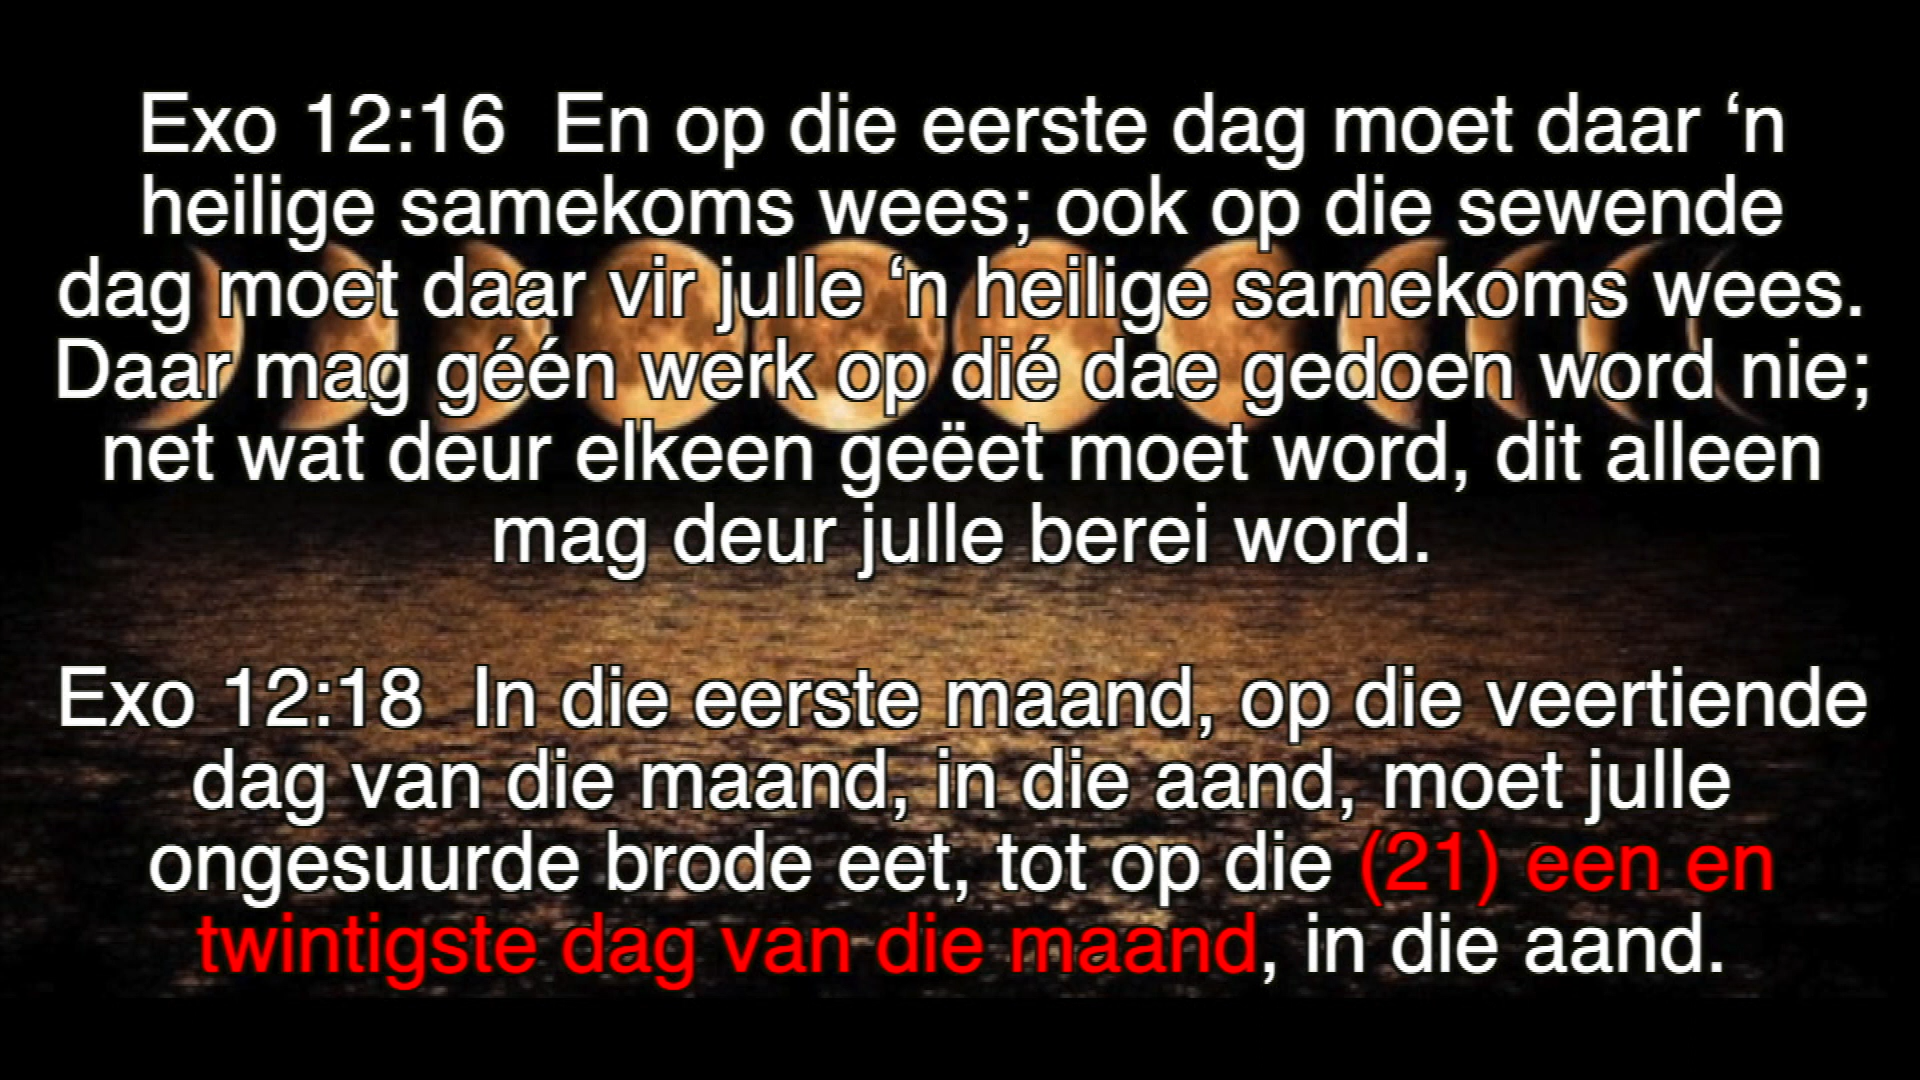 Exo 12:16  En op die eerste dag moet daar ‘n
heilige samekoms wees; ook op die sewende
dag moet daar vir julle ‘n heilige samekoms wees.
Daar mag géén werk op dié dae gedoen word nie;
net wat deur elkeen geëet moet word, dit alleen
mag deur julle berei word.
Exo 12:18  In die eerste maand, op die veertiende
dag van die maand, in die aand, moet julle
ongesuurde brode eet, tot op die (21) een en
twintigste dag van die maand, in die aand.